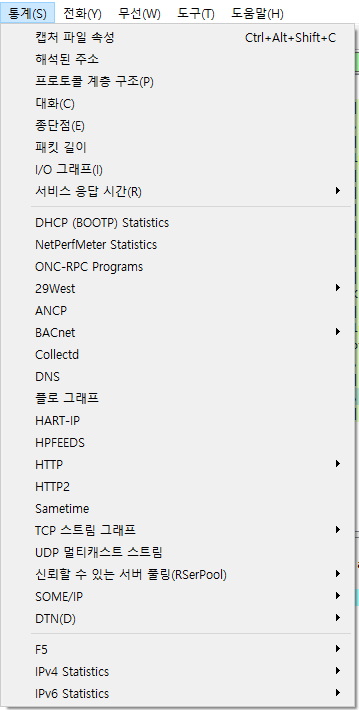 통계(S) 전화(Y) 무선(W) 도구(T) 도움말(H)
캡처 파일 속성 Ctrl+Alt+Shift+C
해석된 주소
프로토콜 계층 구조(P)
대화(C)
종단점(E)
패킷 길이
I/O 그래프(I)
서비스 응답 시간(R)
DHCP (BOOTP) Statistics
NetPerfMeter Statistics
ONC-RPC Programs
29West
ANCP
BACnet
Collectd
DNS
플로 그래프
HART-IP
HPFEEDS
HTTP
HTTP2
Sametime
TCP 스트림 그래프
UDP 멀티캐스트 스트림
신뢰할 수 있는 서버 풀링(RSerPool)
SOME/IP
DTN(D)
F5
IPv4 Statistics
IPv6 Statistics